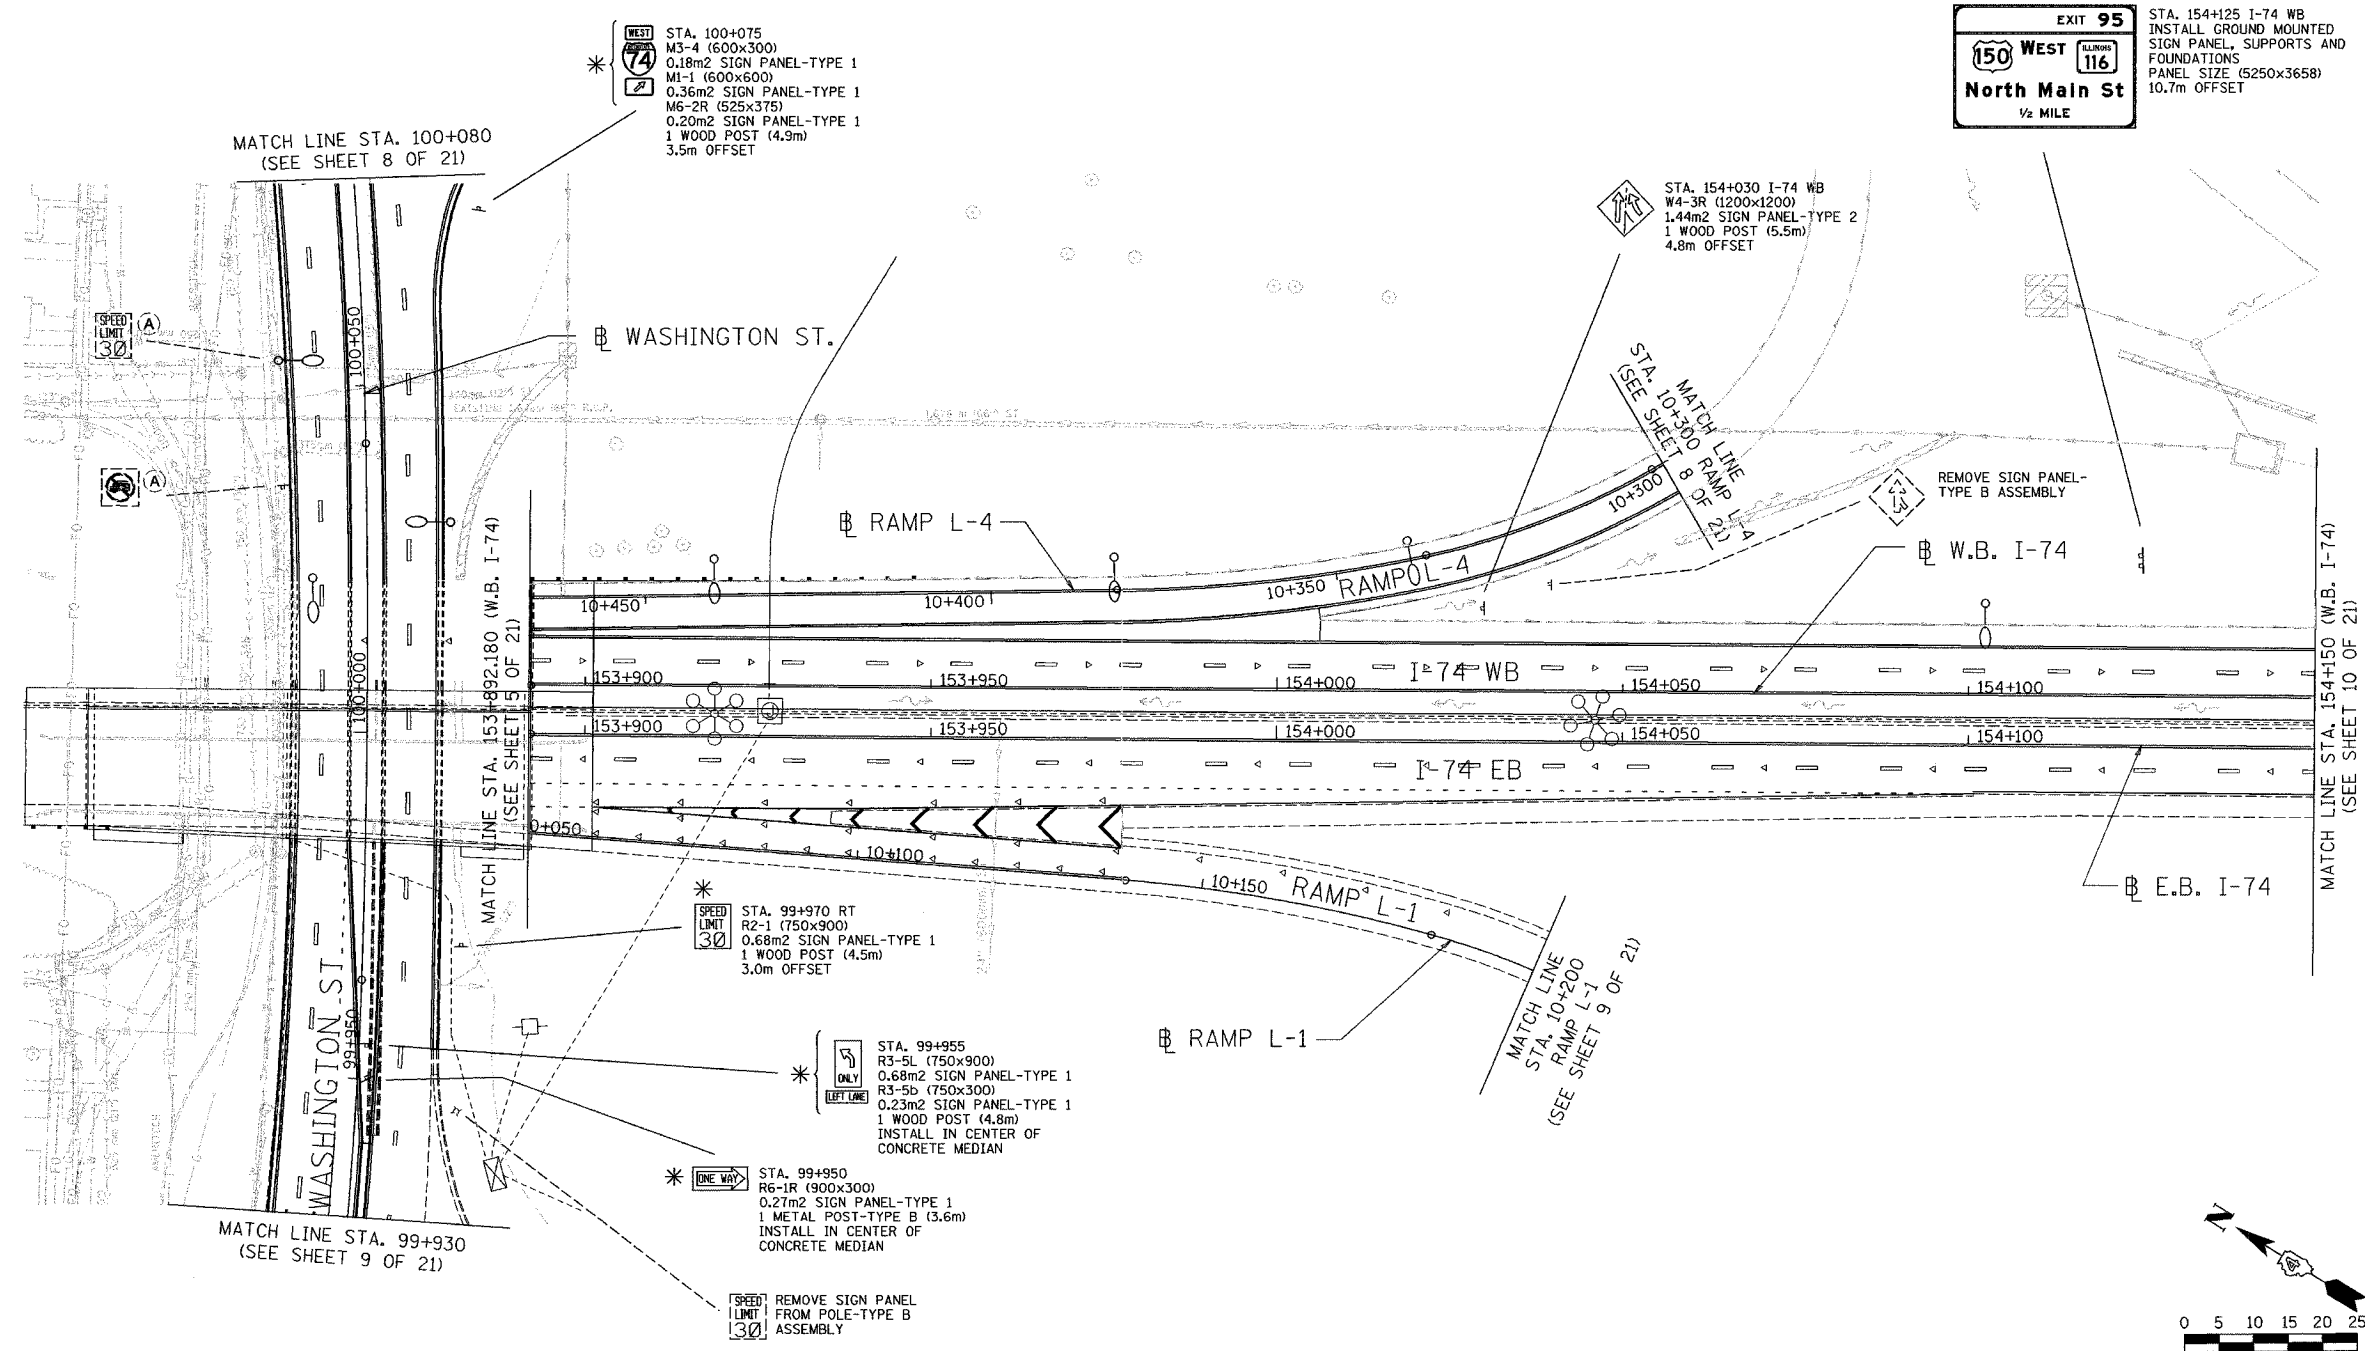 WEST
74
STA. 100+075
M3-4 (600x300)
0.18m2 SIGN PANEL-TYPE 1
M1-1 (600x600)
0.36m2 SIGN PANEL-TYPE 1
M6-2R (525x375)
0.20m2 SIGN PANEL-TYPE 1
1 WOOD POST (4.9m)
3.5m OFFSET
EXIT 95
150 WEST ILLINOIS 116
North Main St
1/2 MILE
STA. 154+125 I-74 WB
INSTALL GROUND MOUNTED
SIGN PANEL, SUPPORTS AND
FOUNDATIONS
PANEL SIZE (5250x3658)
10.7m OFFSET
MATCH LINE STA. 100+080
(SEE SHEET 8 OF 21)
STA. 154+030 I-74 WB
W4-3R (1200x1200)
1.44m2 SIGN PANEL-TYPE 2
1 WOOD POST (5.5m)
4.8m OFFSET
SPEED
LIMIT
30
A
100+050
℄ WASHINGTON ST.
A
MATCH LINE
STA. 10+300 RAMP L-4
(SEE SHEET 8 OF 21)
REMOVE SIGN PANEL-
TYPE B ASSEMBLY
℄ RAMP L-4
10+300
℄ W.B. I-74
10+450
10+400
10+350
RAMP L-4
MATCH LINE STA. 153+892.180 (W.B. I-74)
(SEE SHEET 5 OF 21)
100+000
153+900
153+950
154+000
I-74 WB
154+050
154+100
153+900
153+950
154+000
154+050
154+100
I-74 EB
MATCH LINE STA. 154+150 (W.B. I-74)
(SEE SHEET 10 OF 21)
0+050
10+100
10+150
RAMP L-1
℄ E.B. I-74
SPEED
LIMIT
30
STA. 99+970 RT
R2-1 (750x900)
0.68m2 SIGN PANEL-TYPE 1
1 WOOD POST (4.5m)
3.0m OFFSET
MATCH LINE
STA. 10+200
RAMP L-1
(SEE SHEET 9 OF 21)
℄ RAMP L-1
WASHINGTON ST.
99+950
ONLY
LEFT LANE
STA. 99+955
R3-5L (750x900)
0.68m2 SIGN PANEL-TYPE 1
R3-5b (750x300)
0.23m2 SIGN PANEL-TYPE 1
1 WOOD POST (4.8m)
INSTALL IN CENTER OF
CONCRETE MEDIAN
ONE WAY
STA. 99+950
R6-1R (900x300)
0.27m2 SIGN PANEL-TYPE 1
1 METAL POST-TYPE B (3.6m)
INSTALL IN CENTER OF
CONCRETE MEDIAN
MATCH LINE STA. 99+930
(SEE SHEET 9 OF 21)
SPEED
LIMIT
30
REMOVE SIGN PANEL
FROM POLE-TYPE B
ASSEMBLY
N
0 5 10 15 20 25